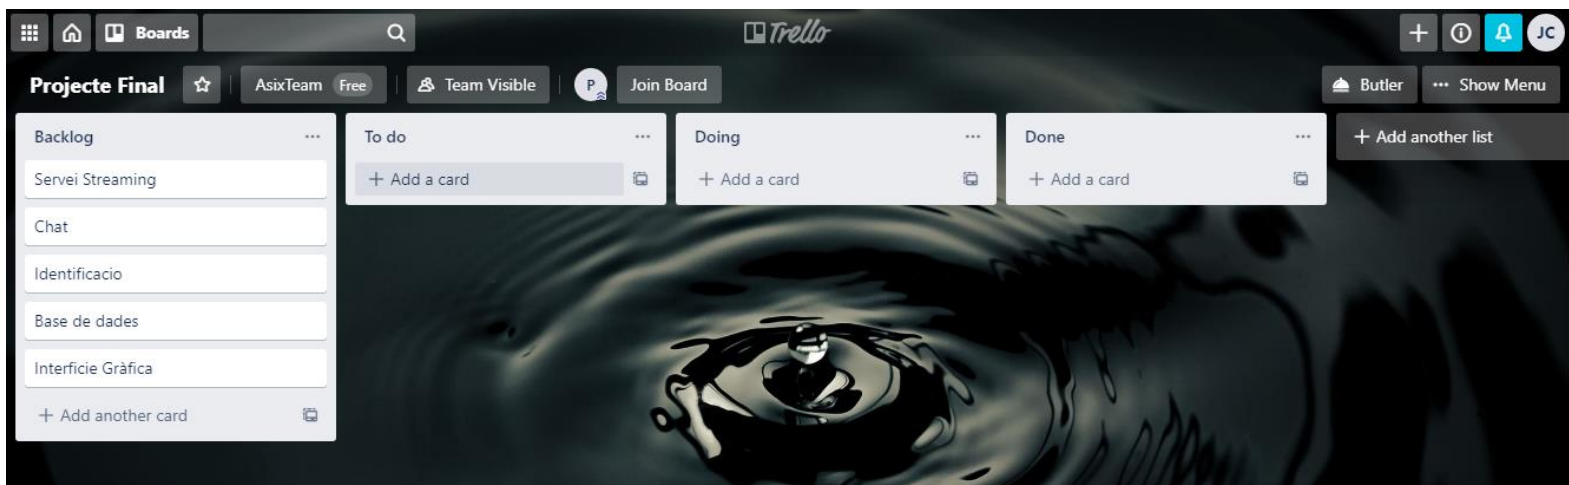 Boards
Trello
JC
Projecte Final
AsixTeam Free
Team Visible
P
Join Board
Butler
··· Show Menu
Backlog ···
Servei Streaming
Chat
Identificacio
Base de dades
Interfície Gràfica
+ Add another card
To do ···
+ Add a card
Doing ···
+ Add a card
Done ···
+ Add a card
+ Add another list